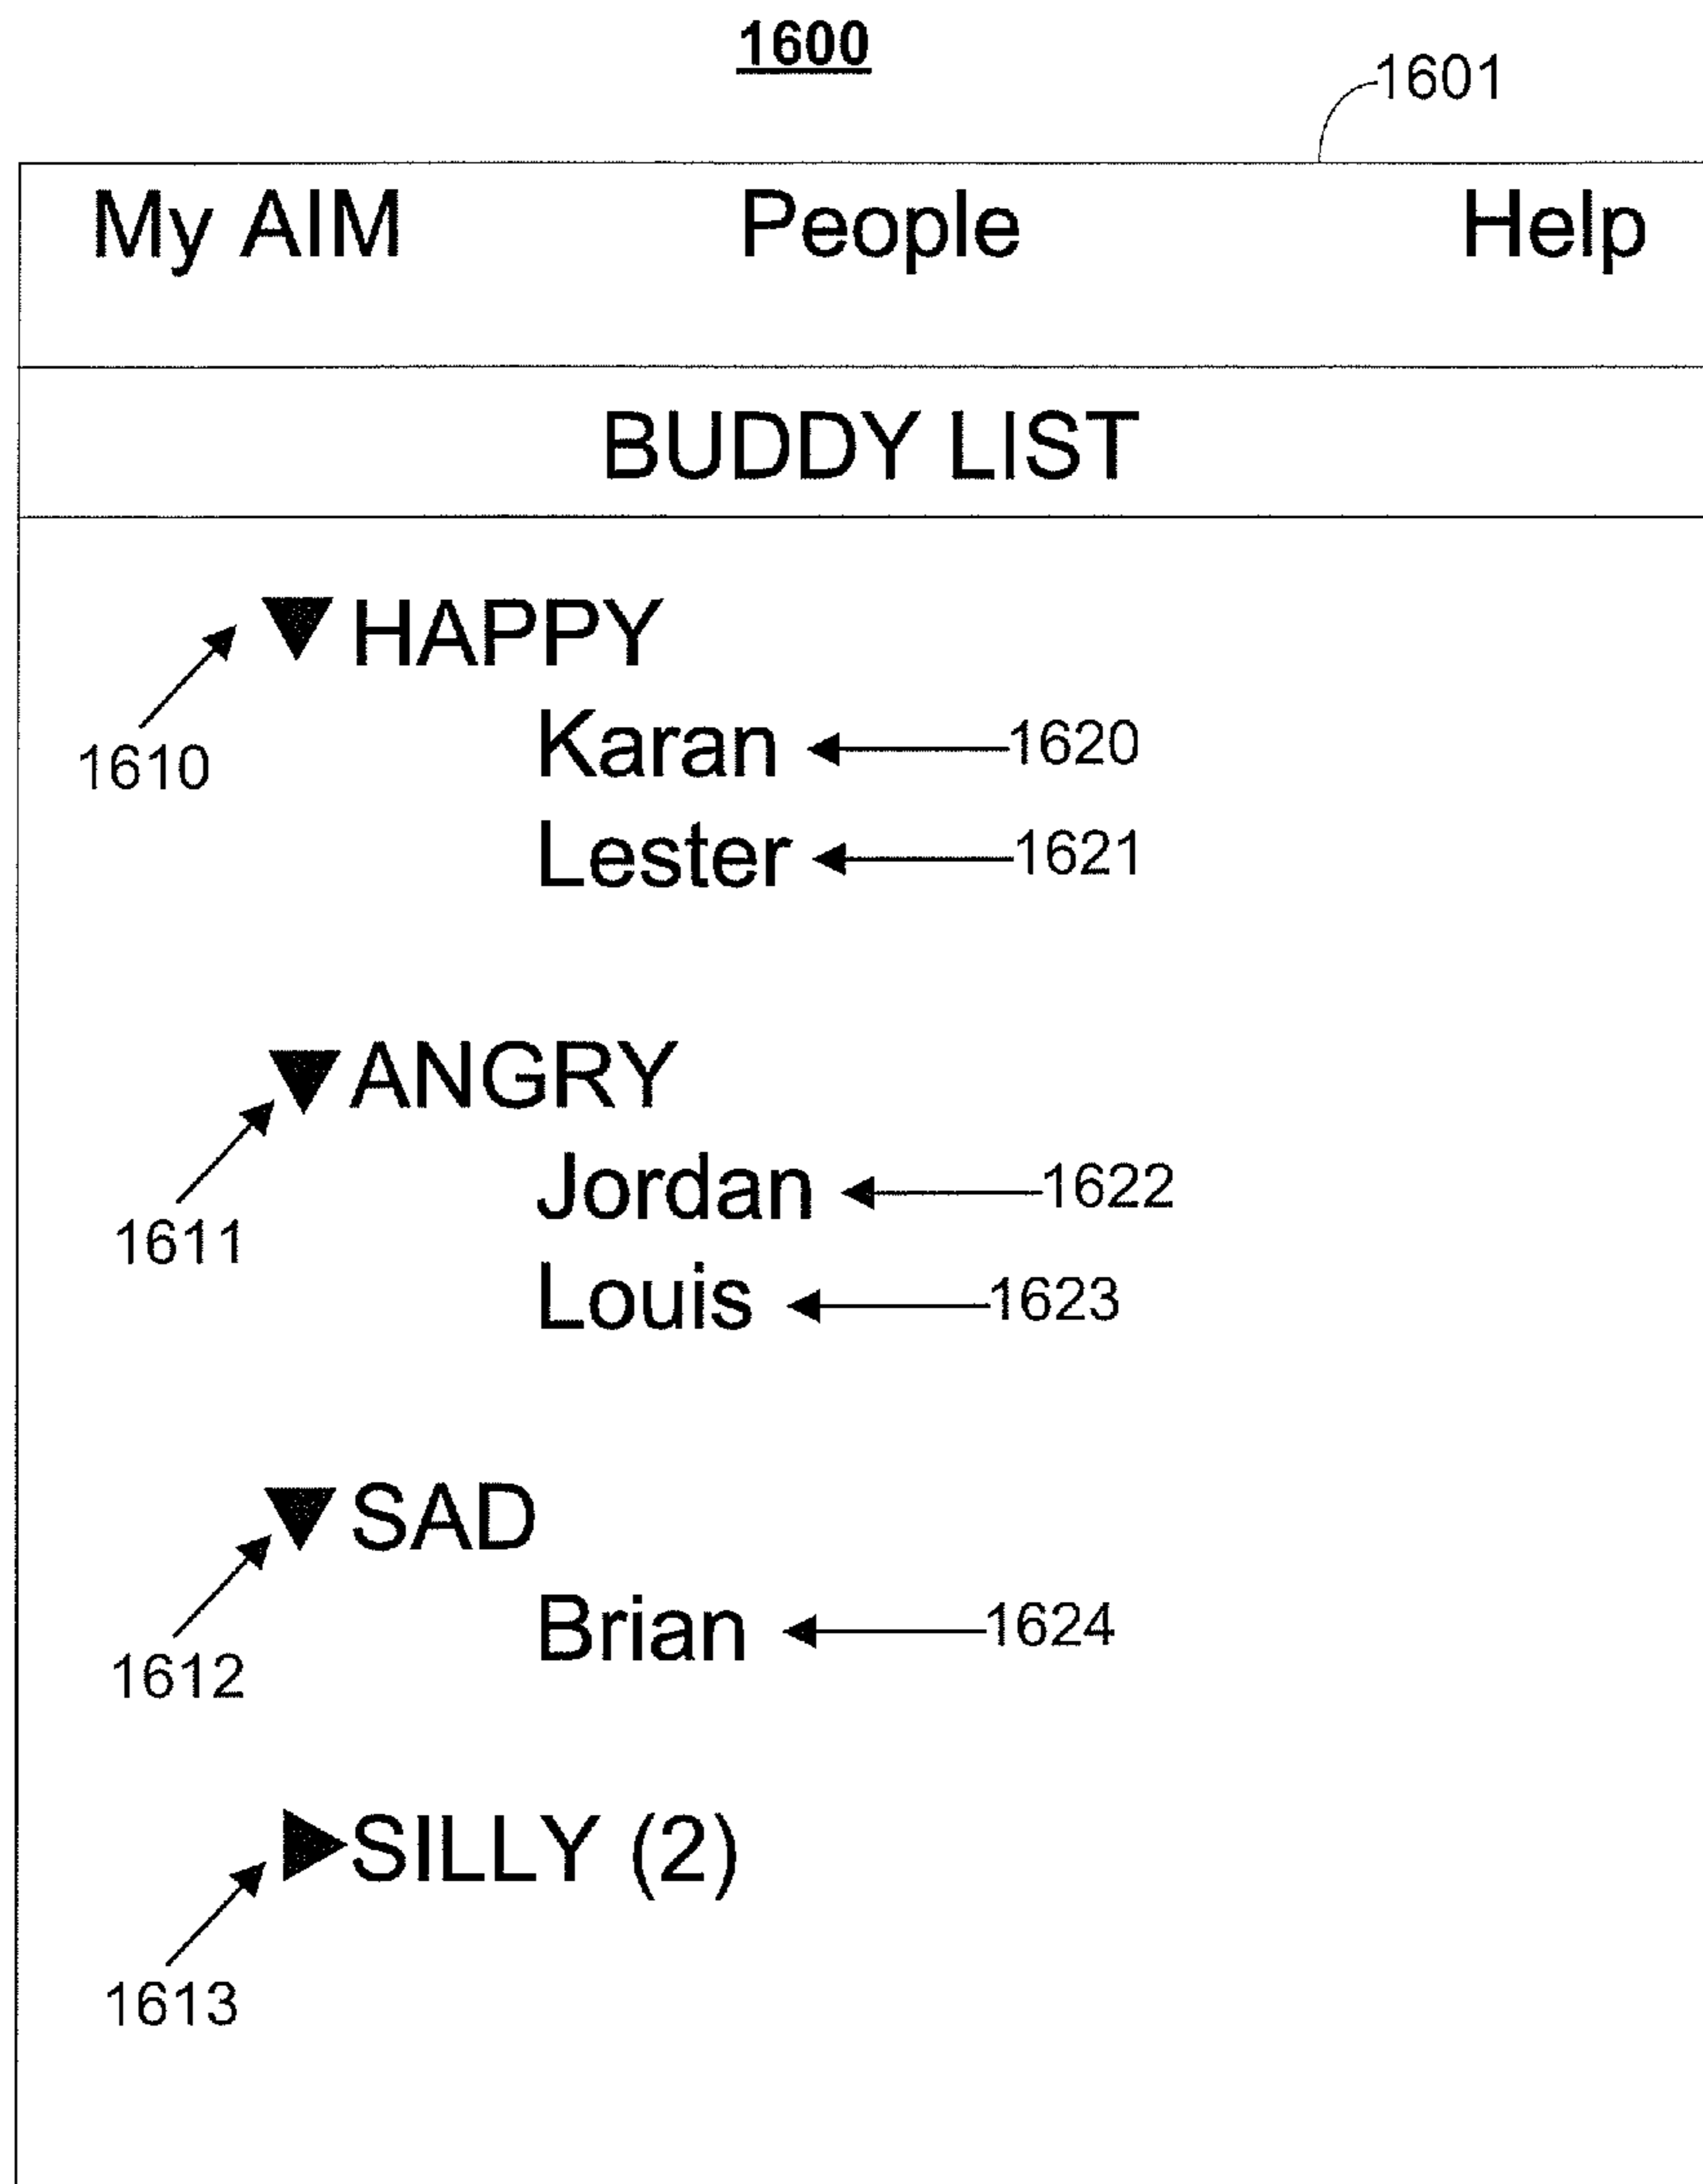 1600
1601
My AIM People Help
BUDDY LIST
HAPPY
1610
Karan 1620
Lester 1621
ANGRY
1611
Jordan 1622
Louis 1623
SAD
1612
Brian 1624
SILLY (2)
1613